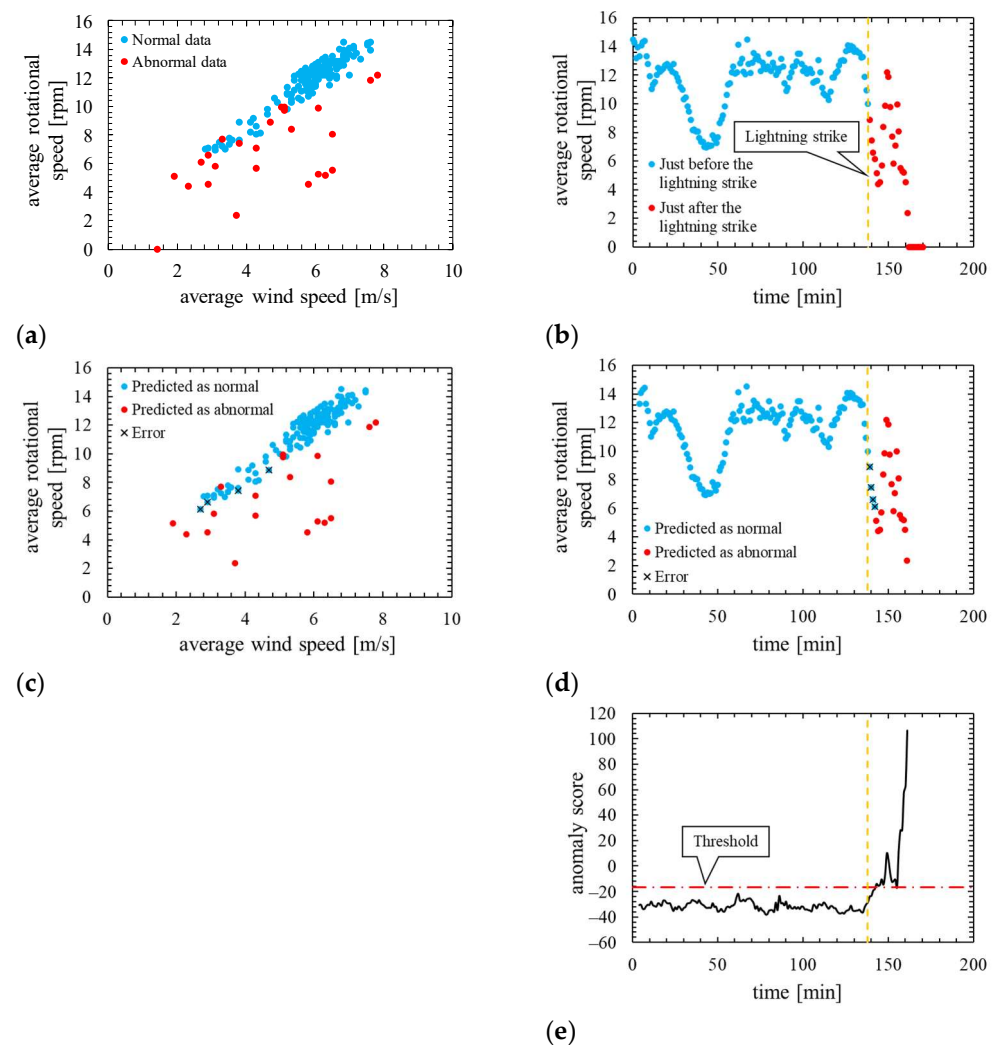 16
14
12
10
8
6
4
2
0
average rotational
speed [rpm]
Normal data
Abnormal data
0 2 4 6 8 10
average wind speed [m/s]
(a)
16
14
12
10
8
6
4
2
0
average rotational
speed [rpm]
Lightning strike
Just before the
lightning strike
Just after the
lightning strike
0 50 100 150 200
time [min]
(b)
16
14
12
10
8
6
4
2
0
average rotational
speed [rpm]
Predicted as normal
Predicted as abnormal
Error
0 2 4 6 8 10
average wind speed [m/s]
(c)
16
14
12
10
8
6
4
2
0
average rotational
speed [rpm]
Predicted as normal
Predicted as abnormal
Error
0 50 100 150 200
time [min]
(d)
120
100
80
60
40
20
0
−20
−40
−60
anomaly score
Threshold
0 50 100 150 200
time [min]
(e)